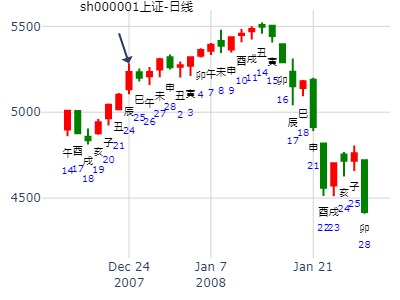 sh000001上证-日线
5500
5000
4500
午
14
酉
17
戌
18
亥
19
子
20
丑
21
辰
24
巳
25
午
26
未
27
申
28
丑
2
寅
3
卯
4
午
7
未
8
申
9
酉
10
戌
11
丑
14
寅
15
卯
16
辰
17
巳
18
申
21
酉
22
戌
23
亥
24
子
25
卯
28
Dec 24
2007
Jan 7
2008
Jan 21